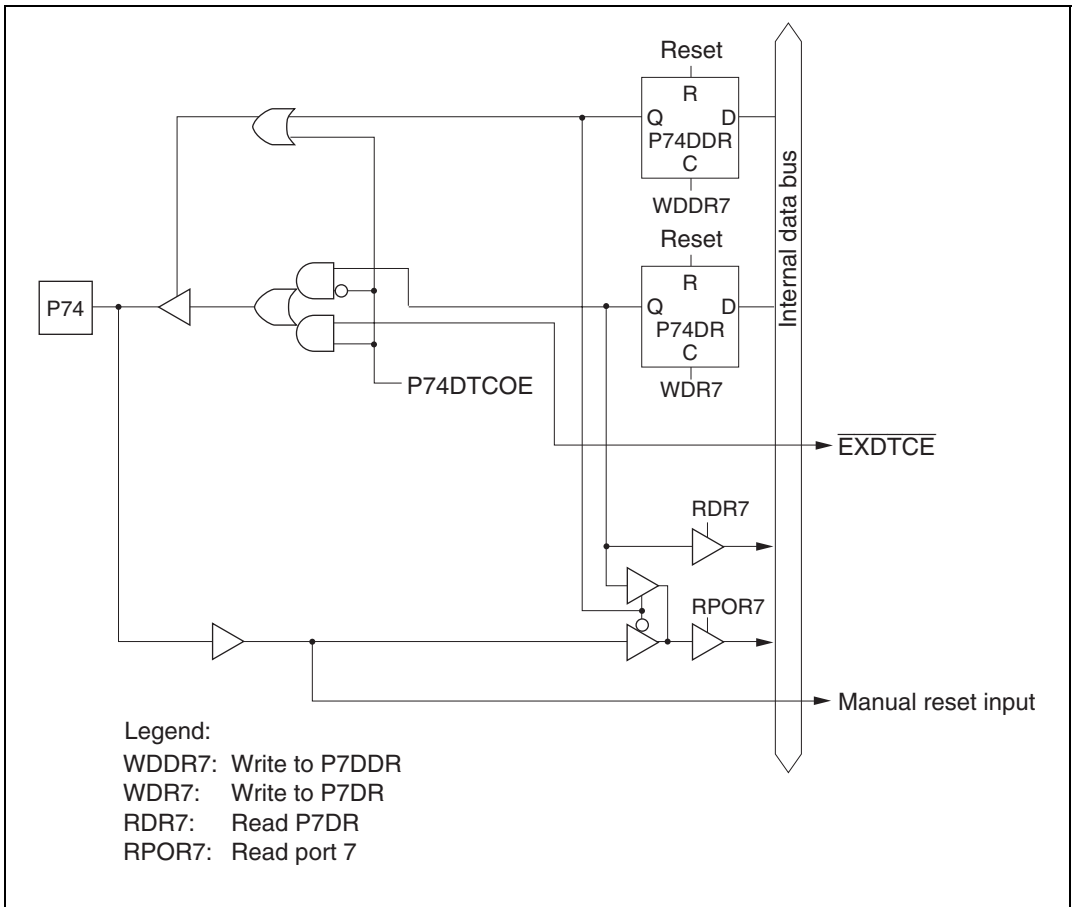 Reset
R
Q D
P74DDR
C
WDDR7
Reset
R
Q D
P74DR
C
WDR7
Internal data bus
P74
P74DTCOE
EXDTCE
RDR7
RPOR7
Manual reset input
Legend:
WDDR7: Write to P7DDR
WDR7: Write to P7DR
RDR7: Read P7DR
RPOR7: Read port 7